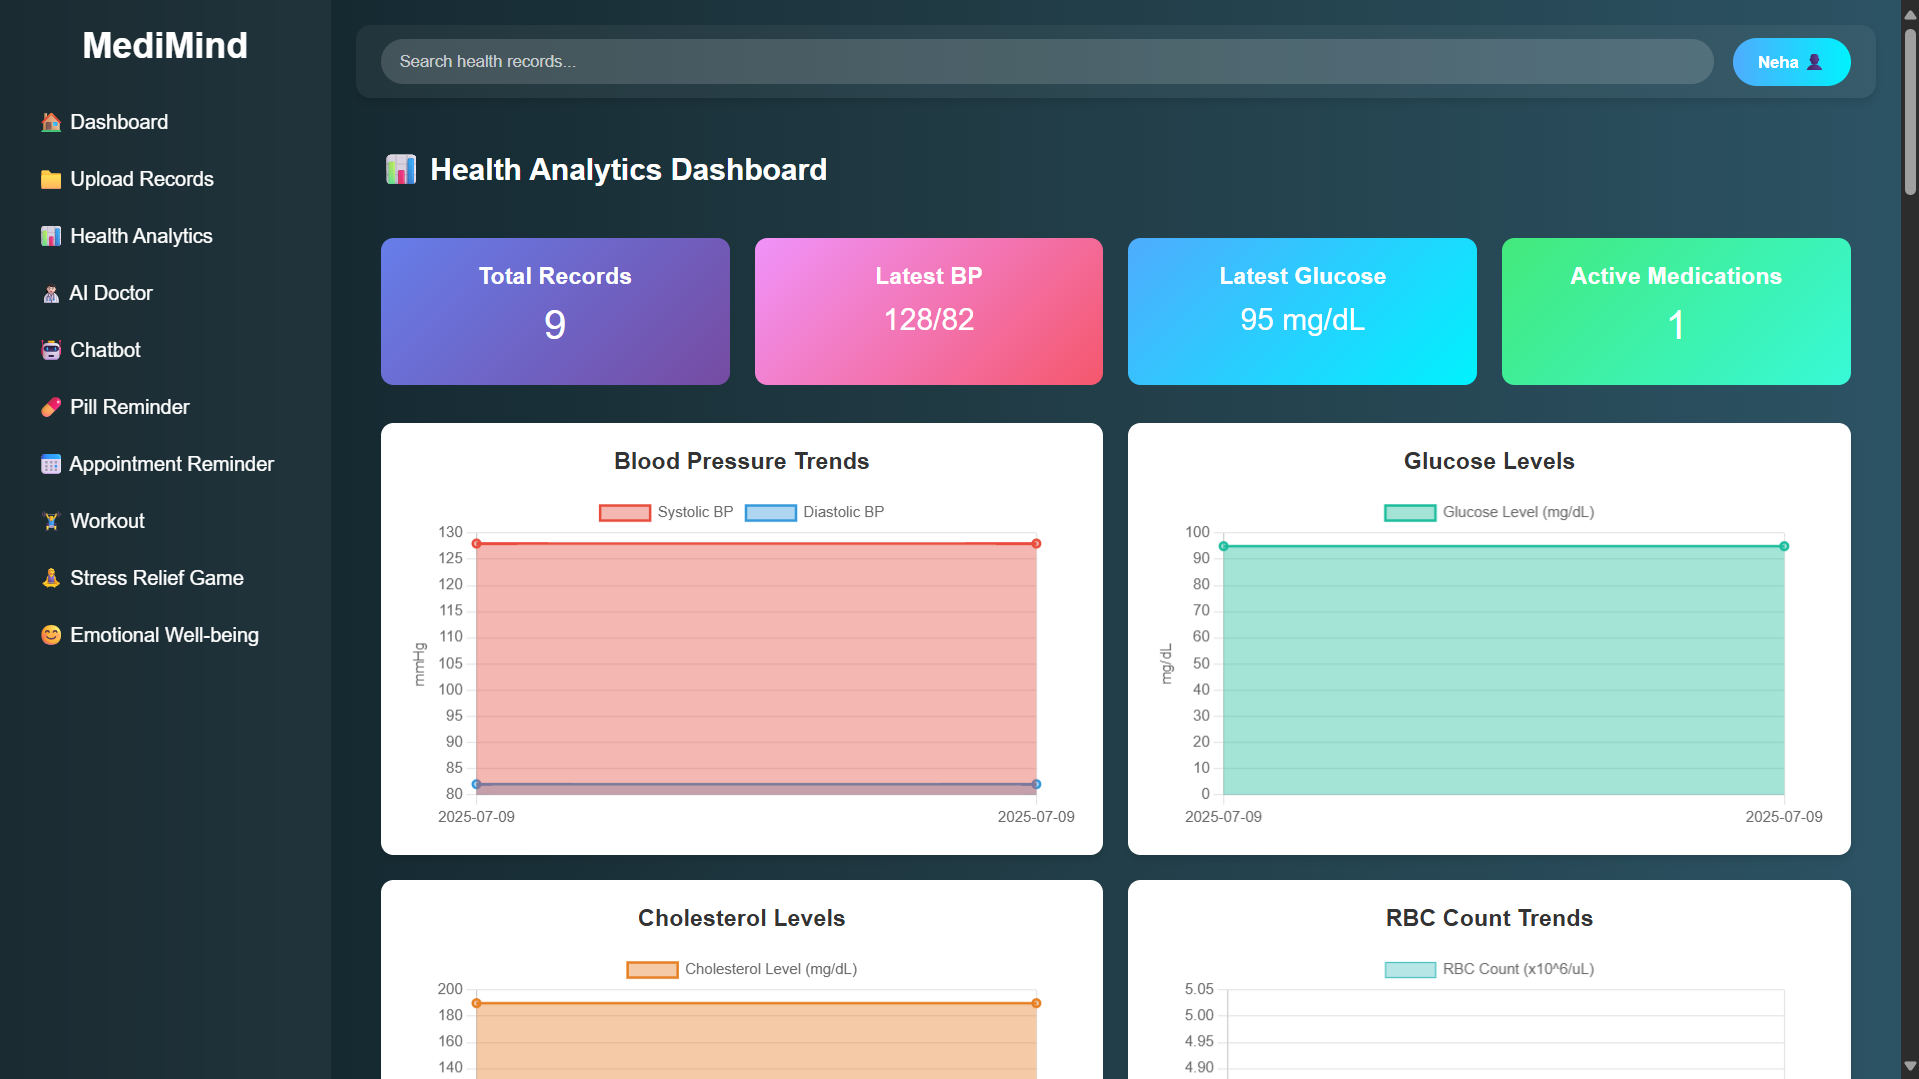 MediMind
Dashboard
Upload Records
Health Analytics
AI Doctor
Chatbot
Pill Reminder
Appointment Reminder
Workout
Stress Relief Game
Emotional Well-being
Search health records...
Neha
Health Analytics Dashboard
Total Records
9
Latest BP
128/82
Latest Glucose
95 mg/dL
Active Medications
1
Blood Pressure Trends
Systolic BP
Diastolic BP
130
125
120
115
110
105
100
95
90
85
80
mmHg
2025-07-09
2025-07-09
Glucose Levels
Glucose Level (mg/dL)
100
90
80
70
60
50
40
30
20
10
0
mg/dL
2025-07-09
2025-07-09
Cholesterol Levels
Cholesterol Level (mg/dL)
200
180
160
140
RBC Count Trends
RBC Count (x10^6/uL)
5.05
5.00
4.95
4.90